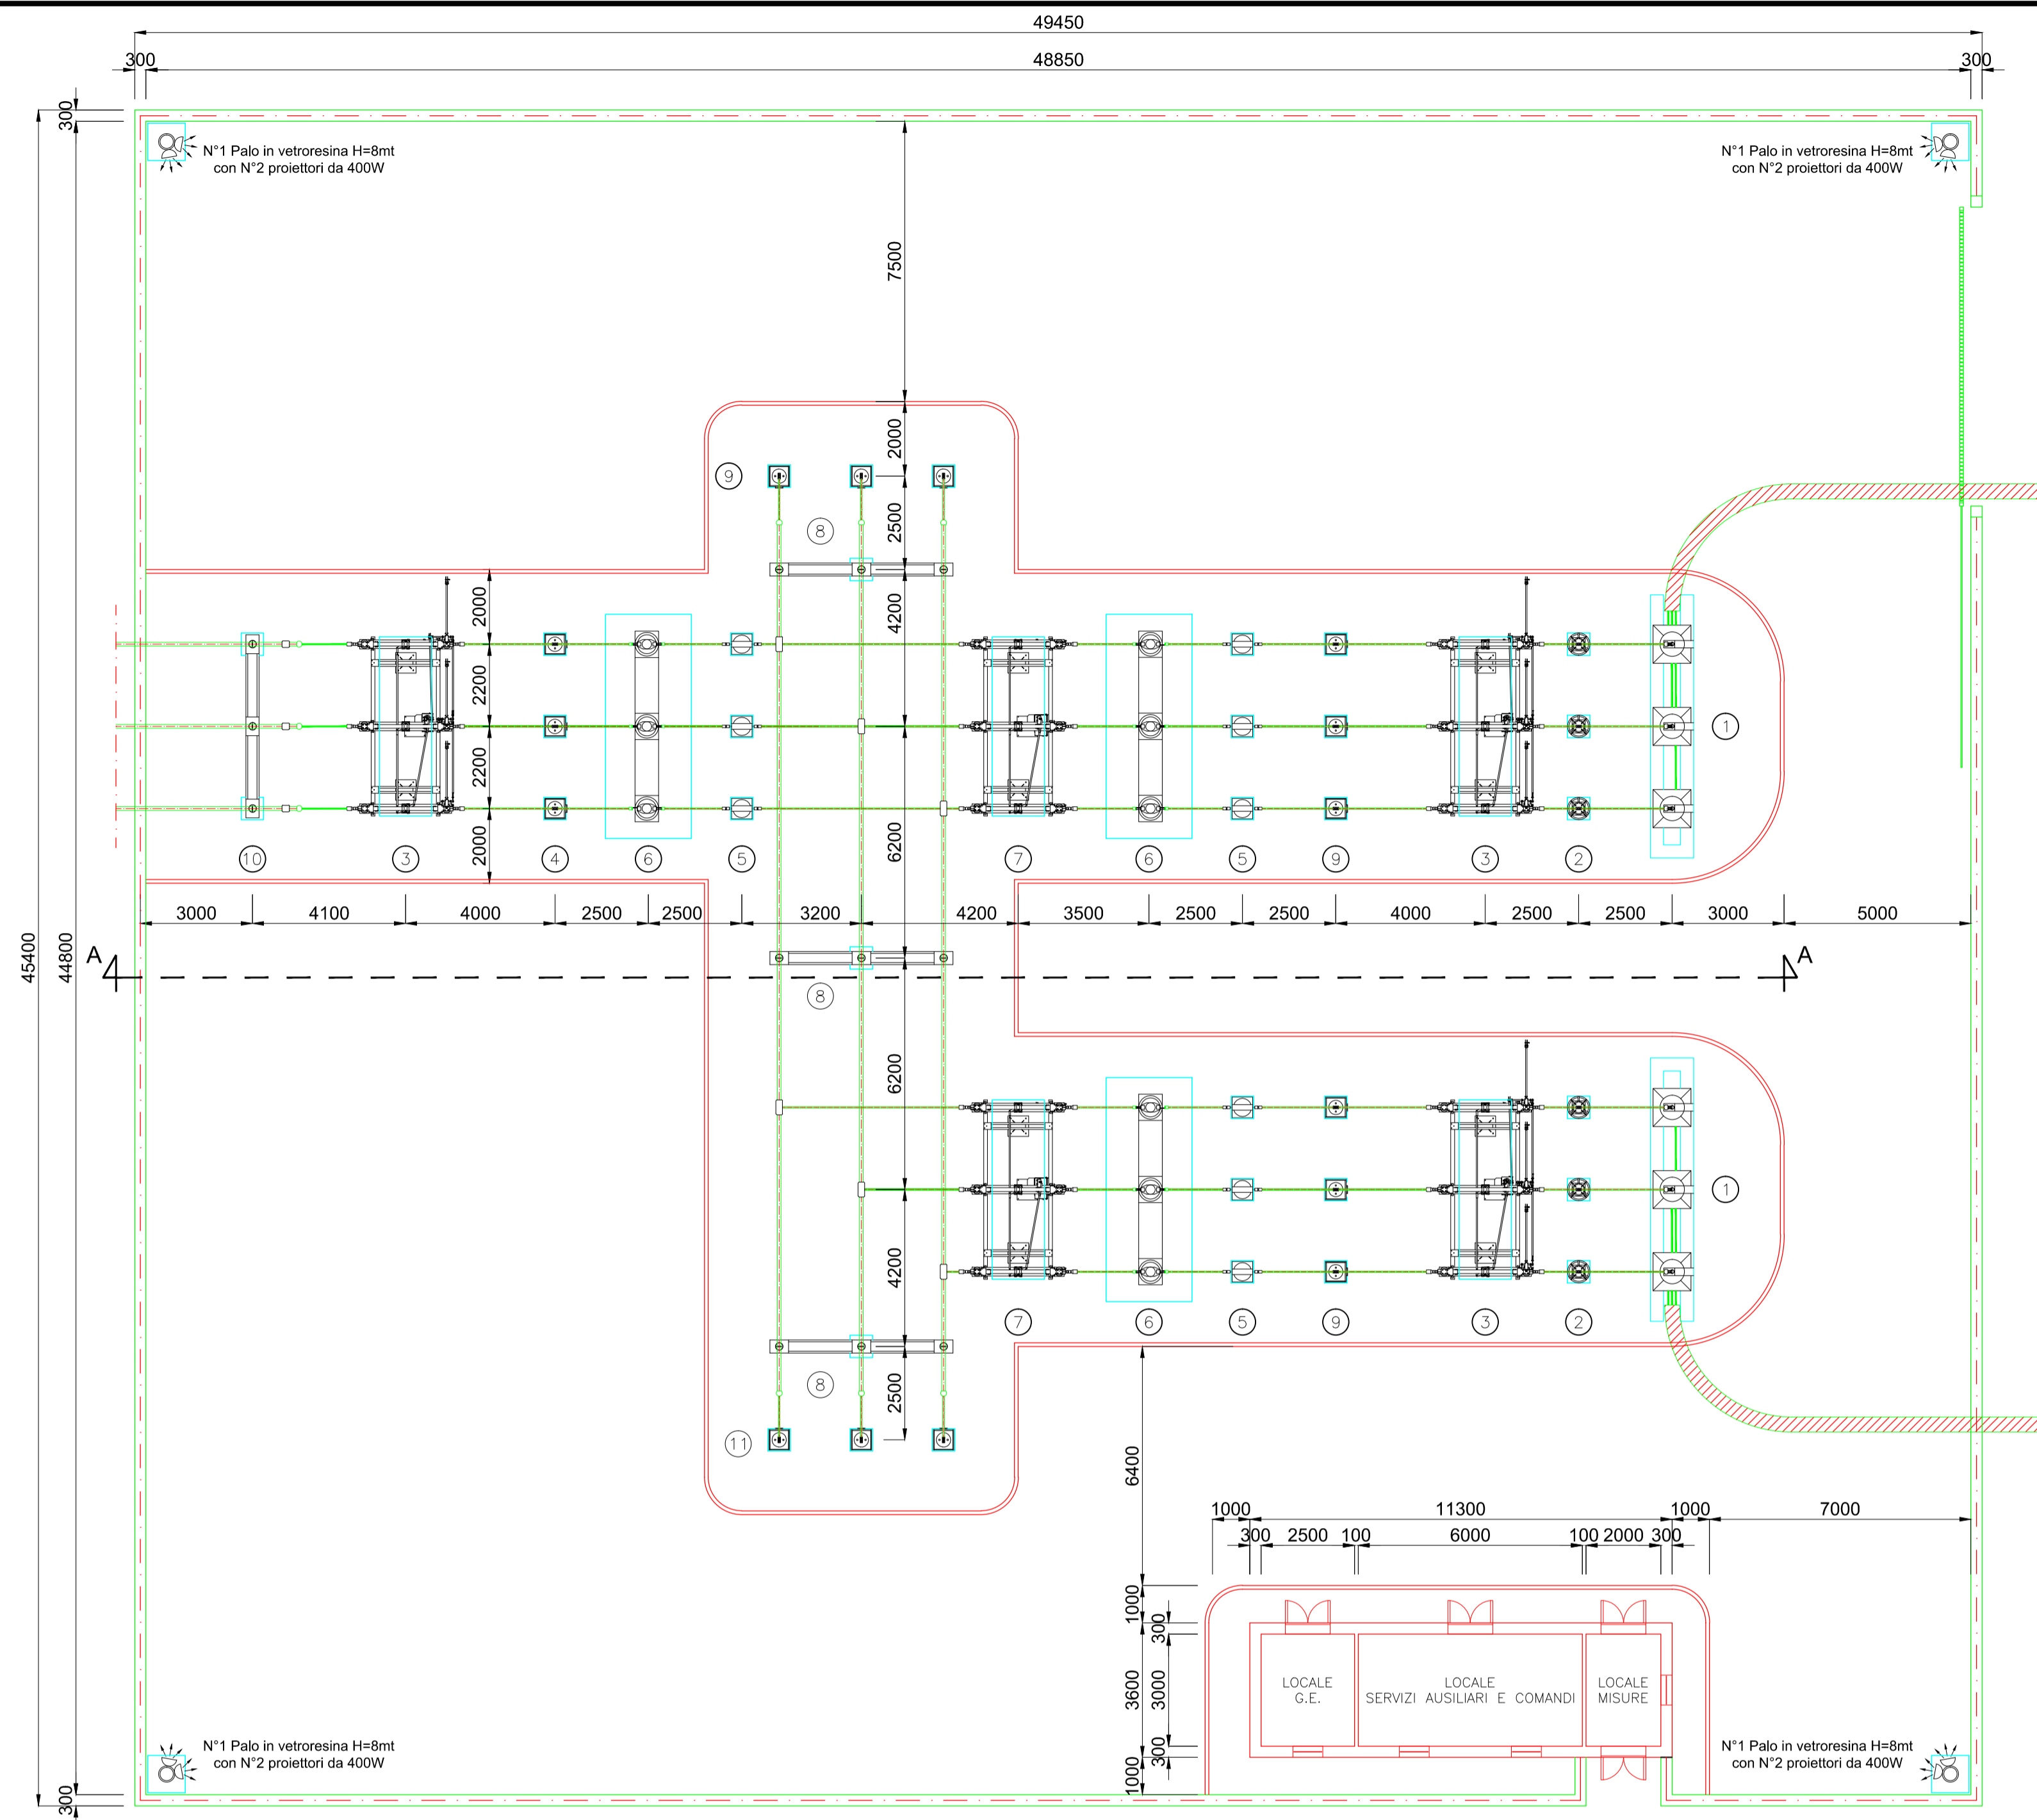 49450
300 48850 300
300
N°1 Palo in vetroresina H=8mt
con N°2 proiettori da 400W
N°1 Palo in vetroresina H=8mt
con N°2 proiettori da 400W
7500
2000
9
2500
8
2000
4200
2200
2200
1
6200
2000
10 3 4 6 5 7 6 5 9 3 2
3000 4100 4000 2500 2500 3200 4200 3500 2500 2500 4000 2500 2500 3000 5000
45400
44800
A A
8
6200
1
4200
7 6 5 9 3 2
8
2500
11
6400
1000 11300 1000 7000
300 2500 100 6000 100 2000 300
1000
300
3600
3000
LOCALE
G.E.
LOCALE
SERVIZI AUSILIARI E COMANDI
LOCALE
MISURE
300
1000
N°1 Palo in vetroresina H=8mt
con N°2 proiettori da 400W
N°1 Palo in vetroresina H=8mt
con N°2 proiettori da 400W
300